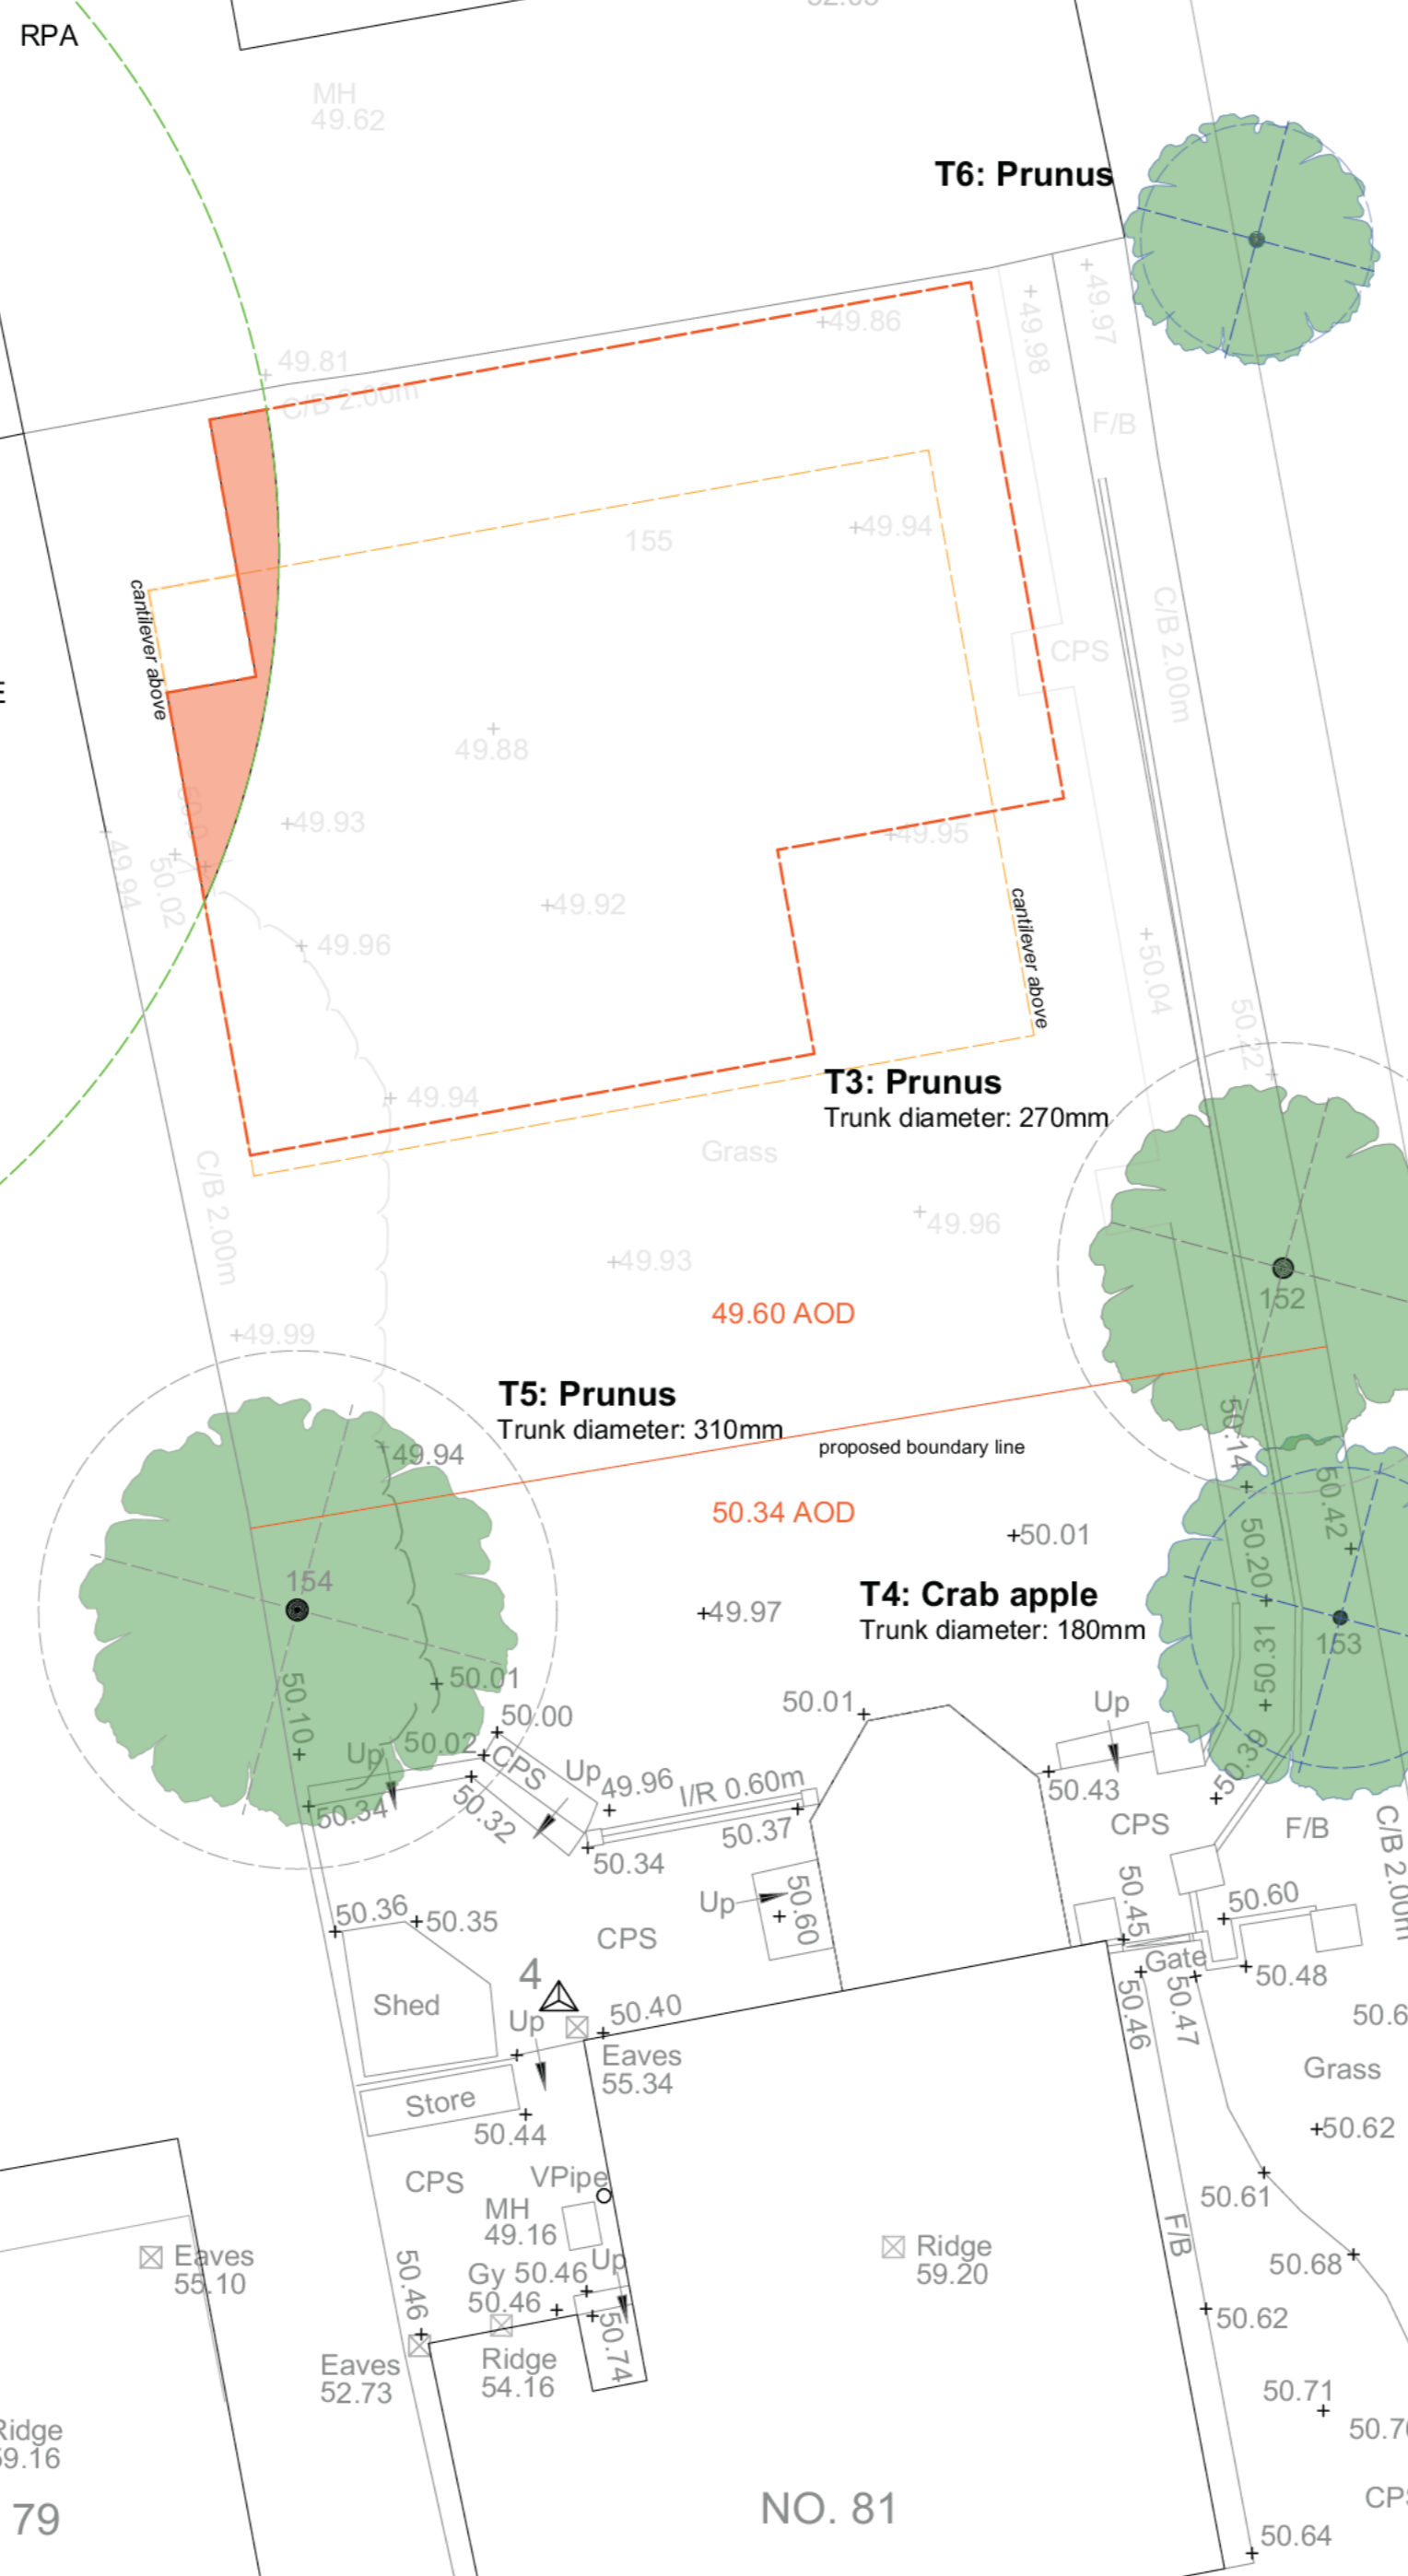 RPA
MH
49.62
T6: Prunus
49.97
49.98
49.86
49.81
C/B 2.00m
F/B
49.94
155
cantilever above
CPS
C/B 2.00m
49.88
49.93
49.95
49.94
50.02
49.92
49.96
cantilever above
50.04
50.22
T3: Prunus
Trunk diameter: 270mm
49.94
Grass
C/B 2.00m
49.96
49.93
152
49.60 AOD
49.99
T5: Prunus
Trunk diameter: 310mm
proposed boundary line
49.94
50.14
50.42
50.34 AOD
50.01
50.20
154
T4: Crab apple
Trunk diameter: 180mm
49.97
50.31
153
50.01
50.10
50.00
50.01
Up
50.02
Up
CPS
Up
49.96
I/R 0.60m
50.39
50.43
50.34
50.32
50.37
CPS
F/B
C/B 2.00m
50.34
50.45
50.60
Up
50.60
50.36
50.35
CPS
Gate
50.48
4
50.46
50.47
Shed
Up
50.40
Eaves
55.34
Grass
Store
50.44
50.62
CPS
VPipe
50.61
MH
49.16
F/B
Eaves
55.10
Ridge
59.20
50.68
50.46
Gy 50.46
Up
50.46
50.62
50.74
Eaves
52.73
Ridge
54.16
50.71
79
NO. 81
50.64